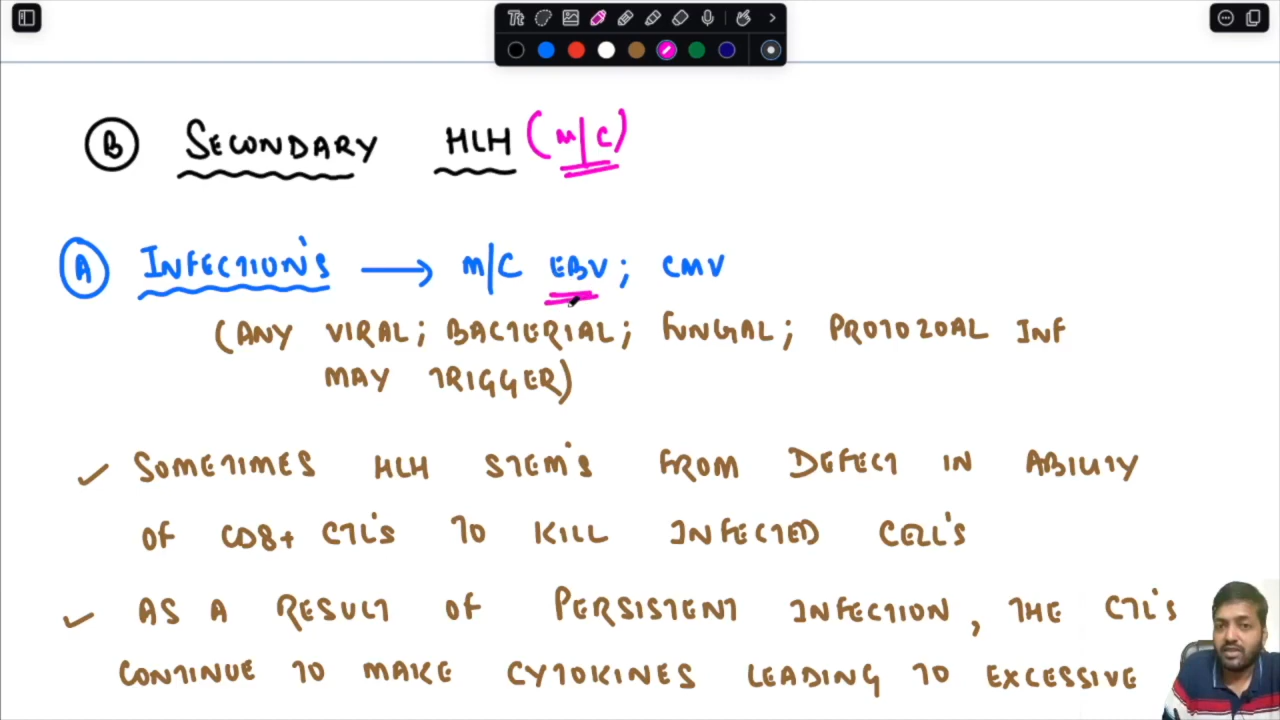 B SECONDARY HLH (M/C)
A INFECTION'S → M/C EBV; CMV
(ANY VIRAL; BACTERIAL; FUNGAL; PROTOZOAL INF
MAY TRIGGER)
✓ SOMETIMES HLH STEM'S FROM DEFECT IN ABILITY
OF CD8+ CTL'S TO KILL INFECTED CELL'S
✓ AS A RESULT OF PERSISTENT INFECTION, THE CTL'S
CONTINUE TO MAKE CYTOKINES LEADING TO EXCESSIVE